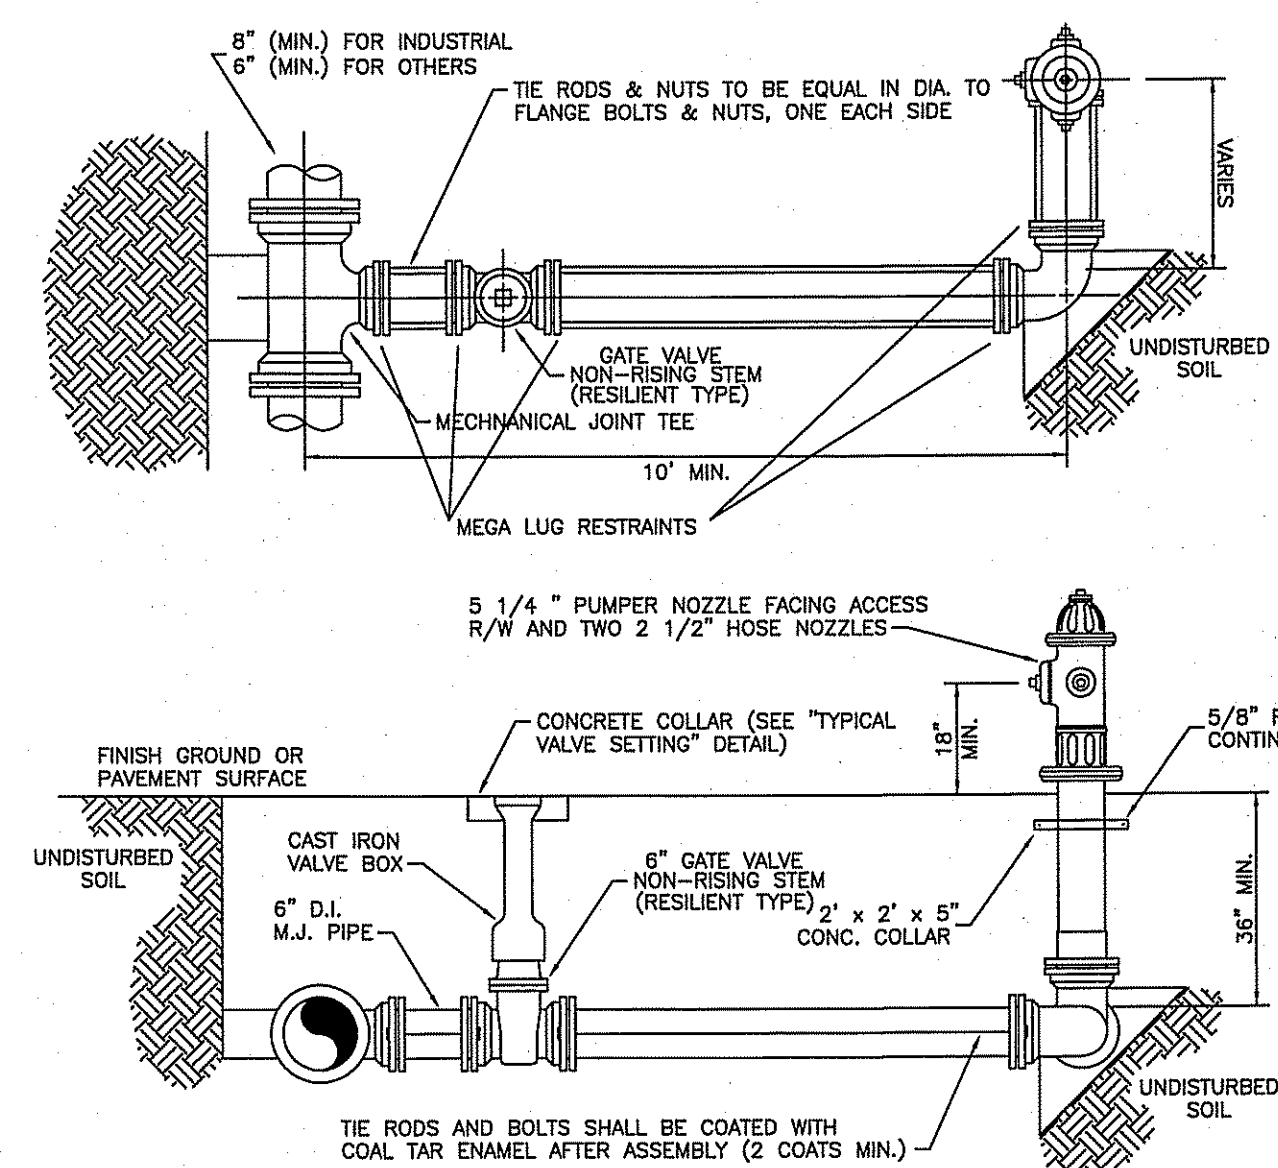 8" (MIN.) FOR INDUSTRIAL
6" (MIN.) FOR OTHERS
TIE RODS & NUTS TO BE EQUAL IN DIA. TO
FLANGE BOLTS & NUTS, ONE EACH SIDE
VARIES
UNDISTURBED
SOIL
GATE VALVE
NON-RISING STEM
(RESILIENT TYPE)
MECHNANICAL JOINT TEE
10' MIN.
MEGA LUG RESTRAINTS
5 1/4 " PUMPER NOZZLE FACING ACCESS
R/W AND TWO 2 1/2" HOSE NOZZLES
CONCRETE COLLAR (SEE "TYPICAL
VALVE SETTING" DETAIL)
18"
MIN.
5/8"
FINISH GROUND OR
PAVEMENT SURFACE
UNDISTURBED
SOIL
CAST IRON
VALVE BOX
6" GATE VALVE
NON-RISING STEM
(RESILIENT TYPE)
2' x 2' x 5"
CONC. COLLAR
36" MIN.
6" D.I.
M.J. PIPE
UNDISTURBED
SOIL
TIE RODS AND BOLTS SHALL BE COATED WITH
COAL TAR ENAMEL AFTER ASSEMBLY (2 COATS MIN.)